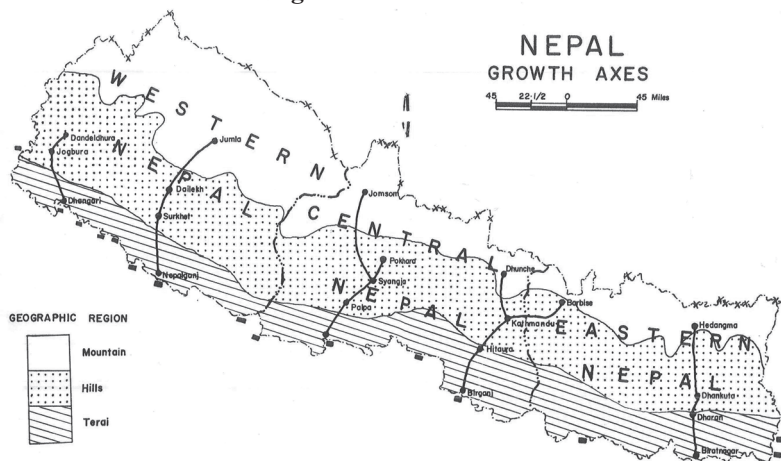 NEPAL
GROWTH AXES
45 22-1/2 0 45 Miles
WESTERN
NEPAL
CENTRAL
NEPAL
EASTERN
NEPAL
Dandeldhura
Jogbura
Dhangari
Jumla
Dailekh
Surkhet
Nepalganj
Jomsom
Pokhara
Syangja
Palpa
Dhunche
Barbise
Kathmandu
Hitaura
Birganj
Hedangma
Dhankuta
Dharan
Biratnagar
GEOGRAPHIC REGION
Mountain
Hills
Terai